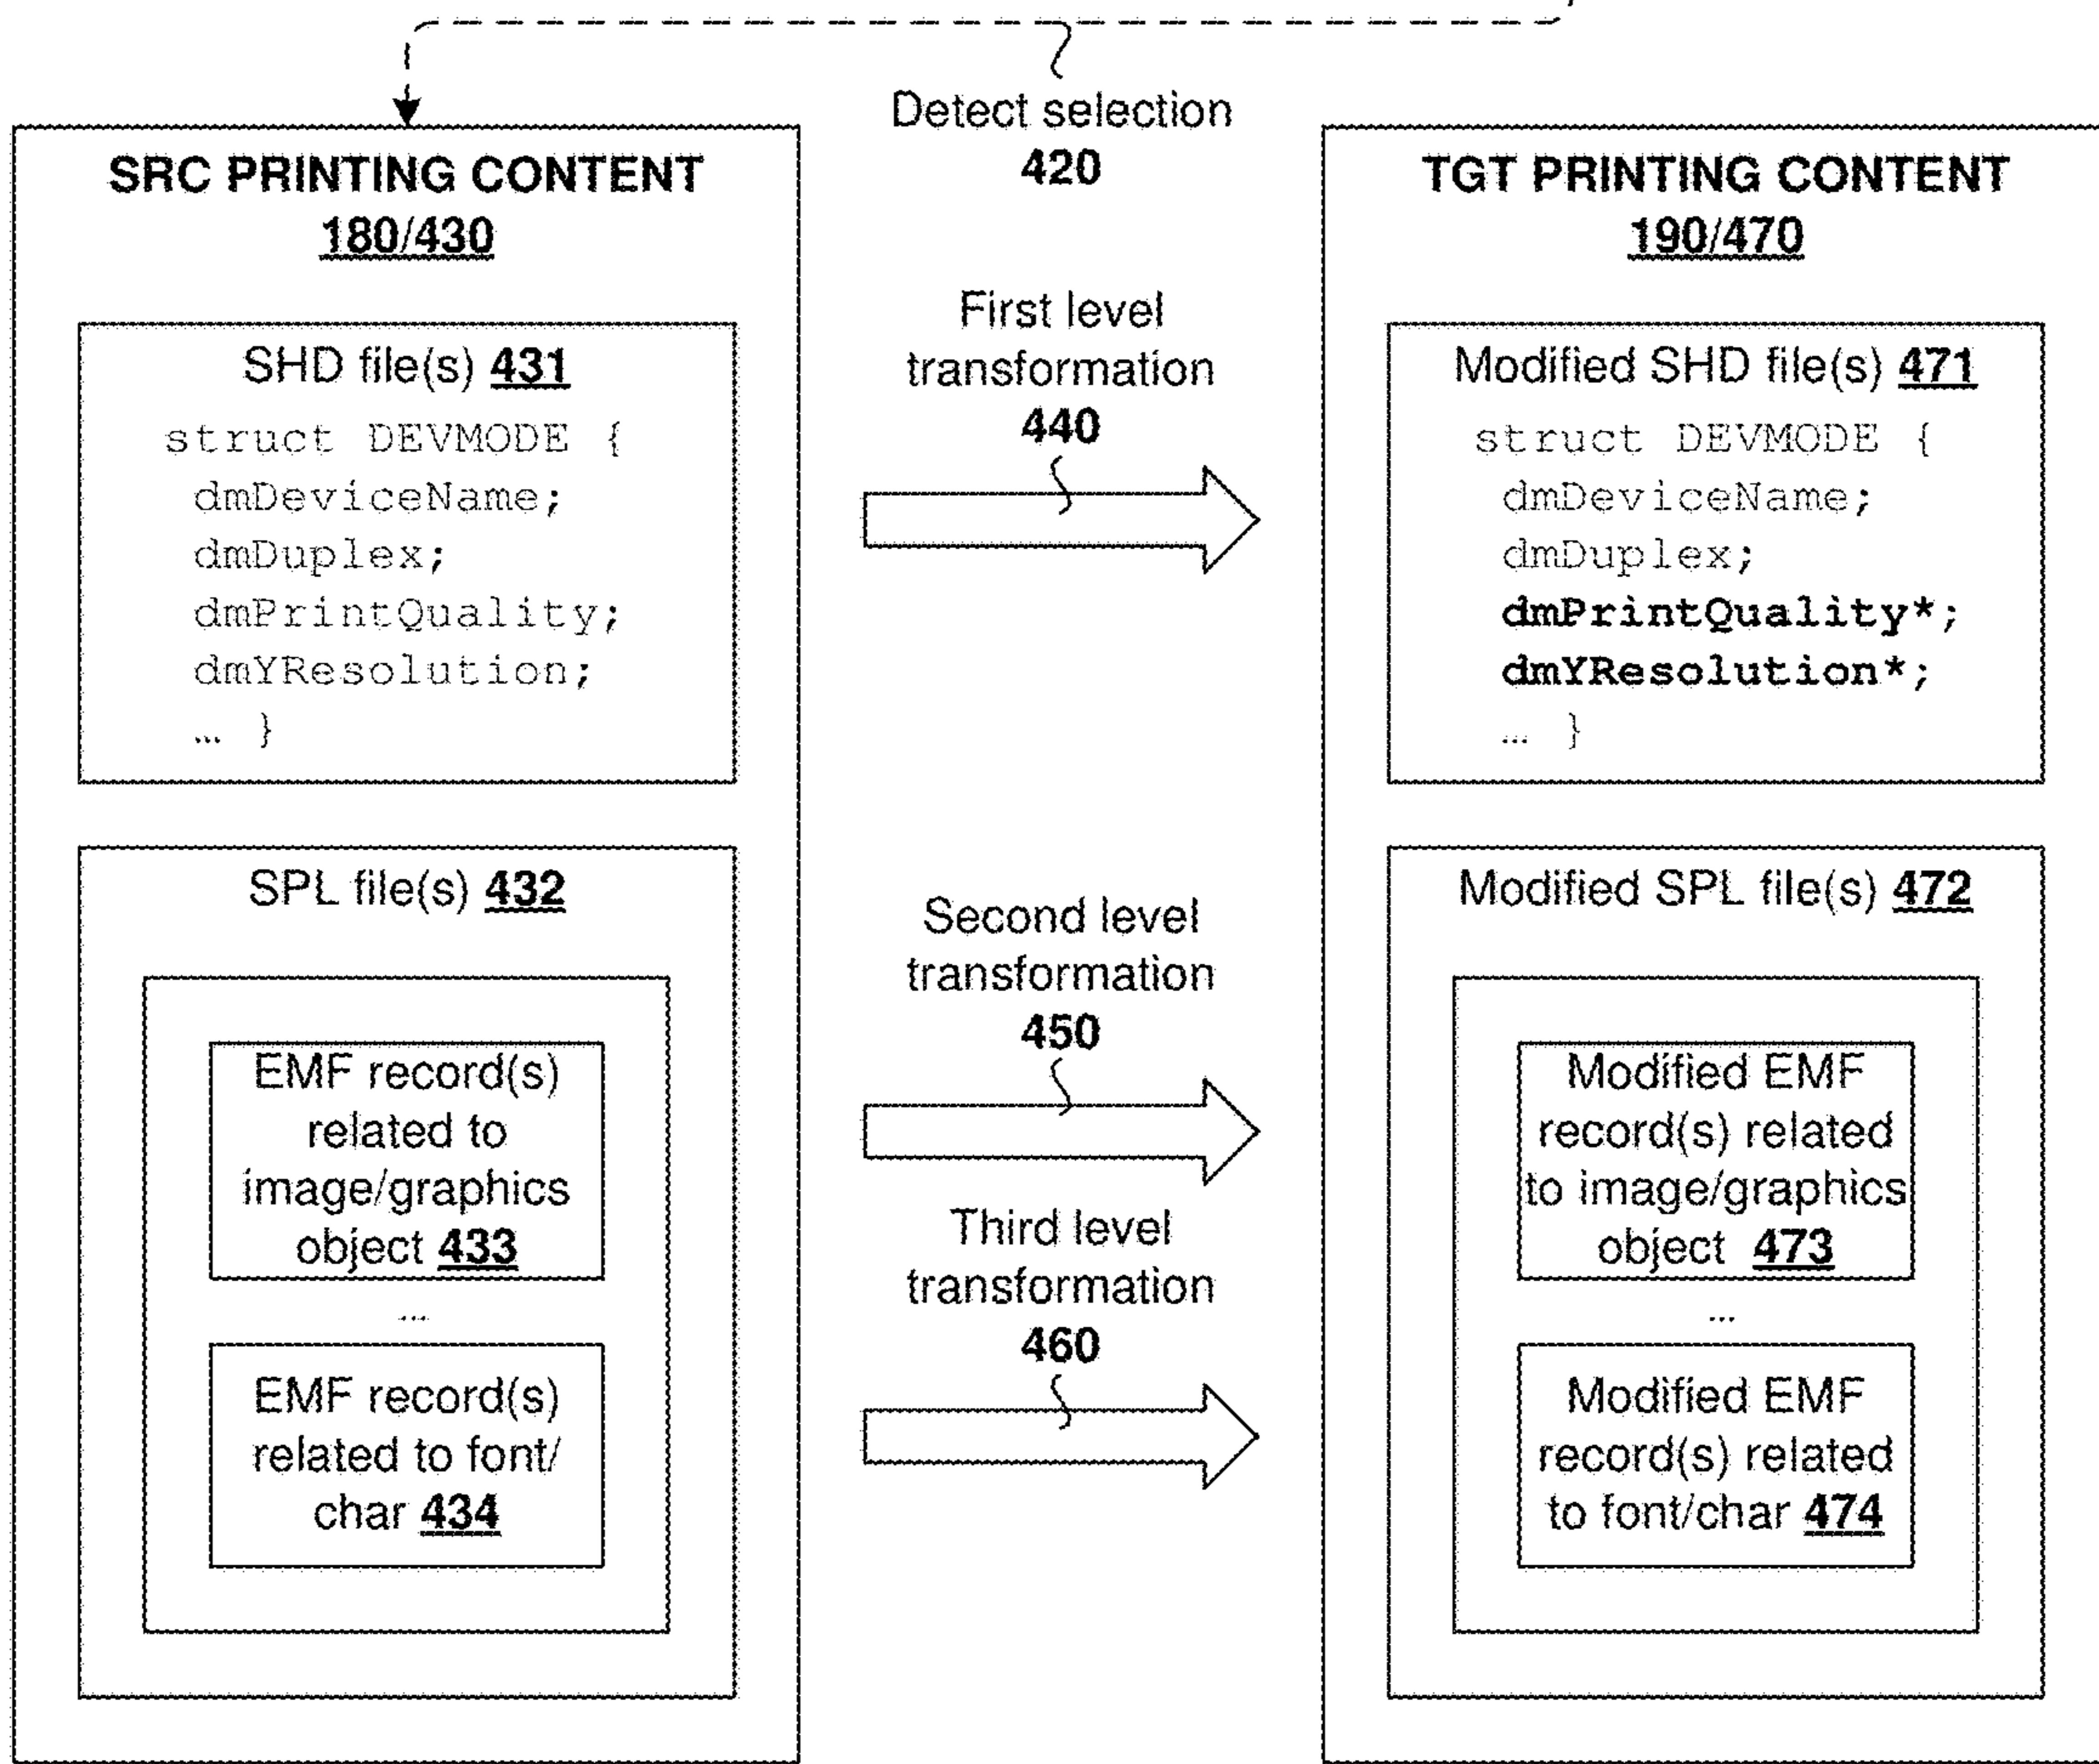 Detect selection
420
SRC PRINTING CONTENT
180/430
SHD file(s) 431
struct DEVMODE {
dmDeviceName;
dmDuplex;
dmPrintQuality;
dmYResolution;
... }
SPL file(s) 432
EMF record(s)
related to
image/graphics
object 433
...
EMF record(s)
related to font/
char 434
First level
transformation
440
Second level
transformation
450
Third level
transformation
460
TGT PRINTING CONTENT
190/470
Modified SHD file(s) 471
struct DEVMODE {
dmDeviceName;
dmDuplex;
dmPrintQuality*;
dmYResolution*;
... }
Modified SPL file(s) 472
Modified EMF
record(s) related
to image/graphics
object 473
...
Modified EMF
record(s) related
to font/char 474